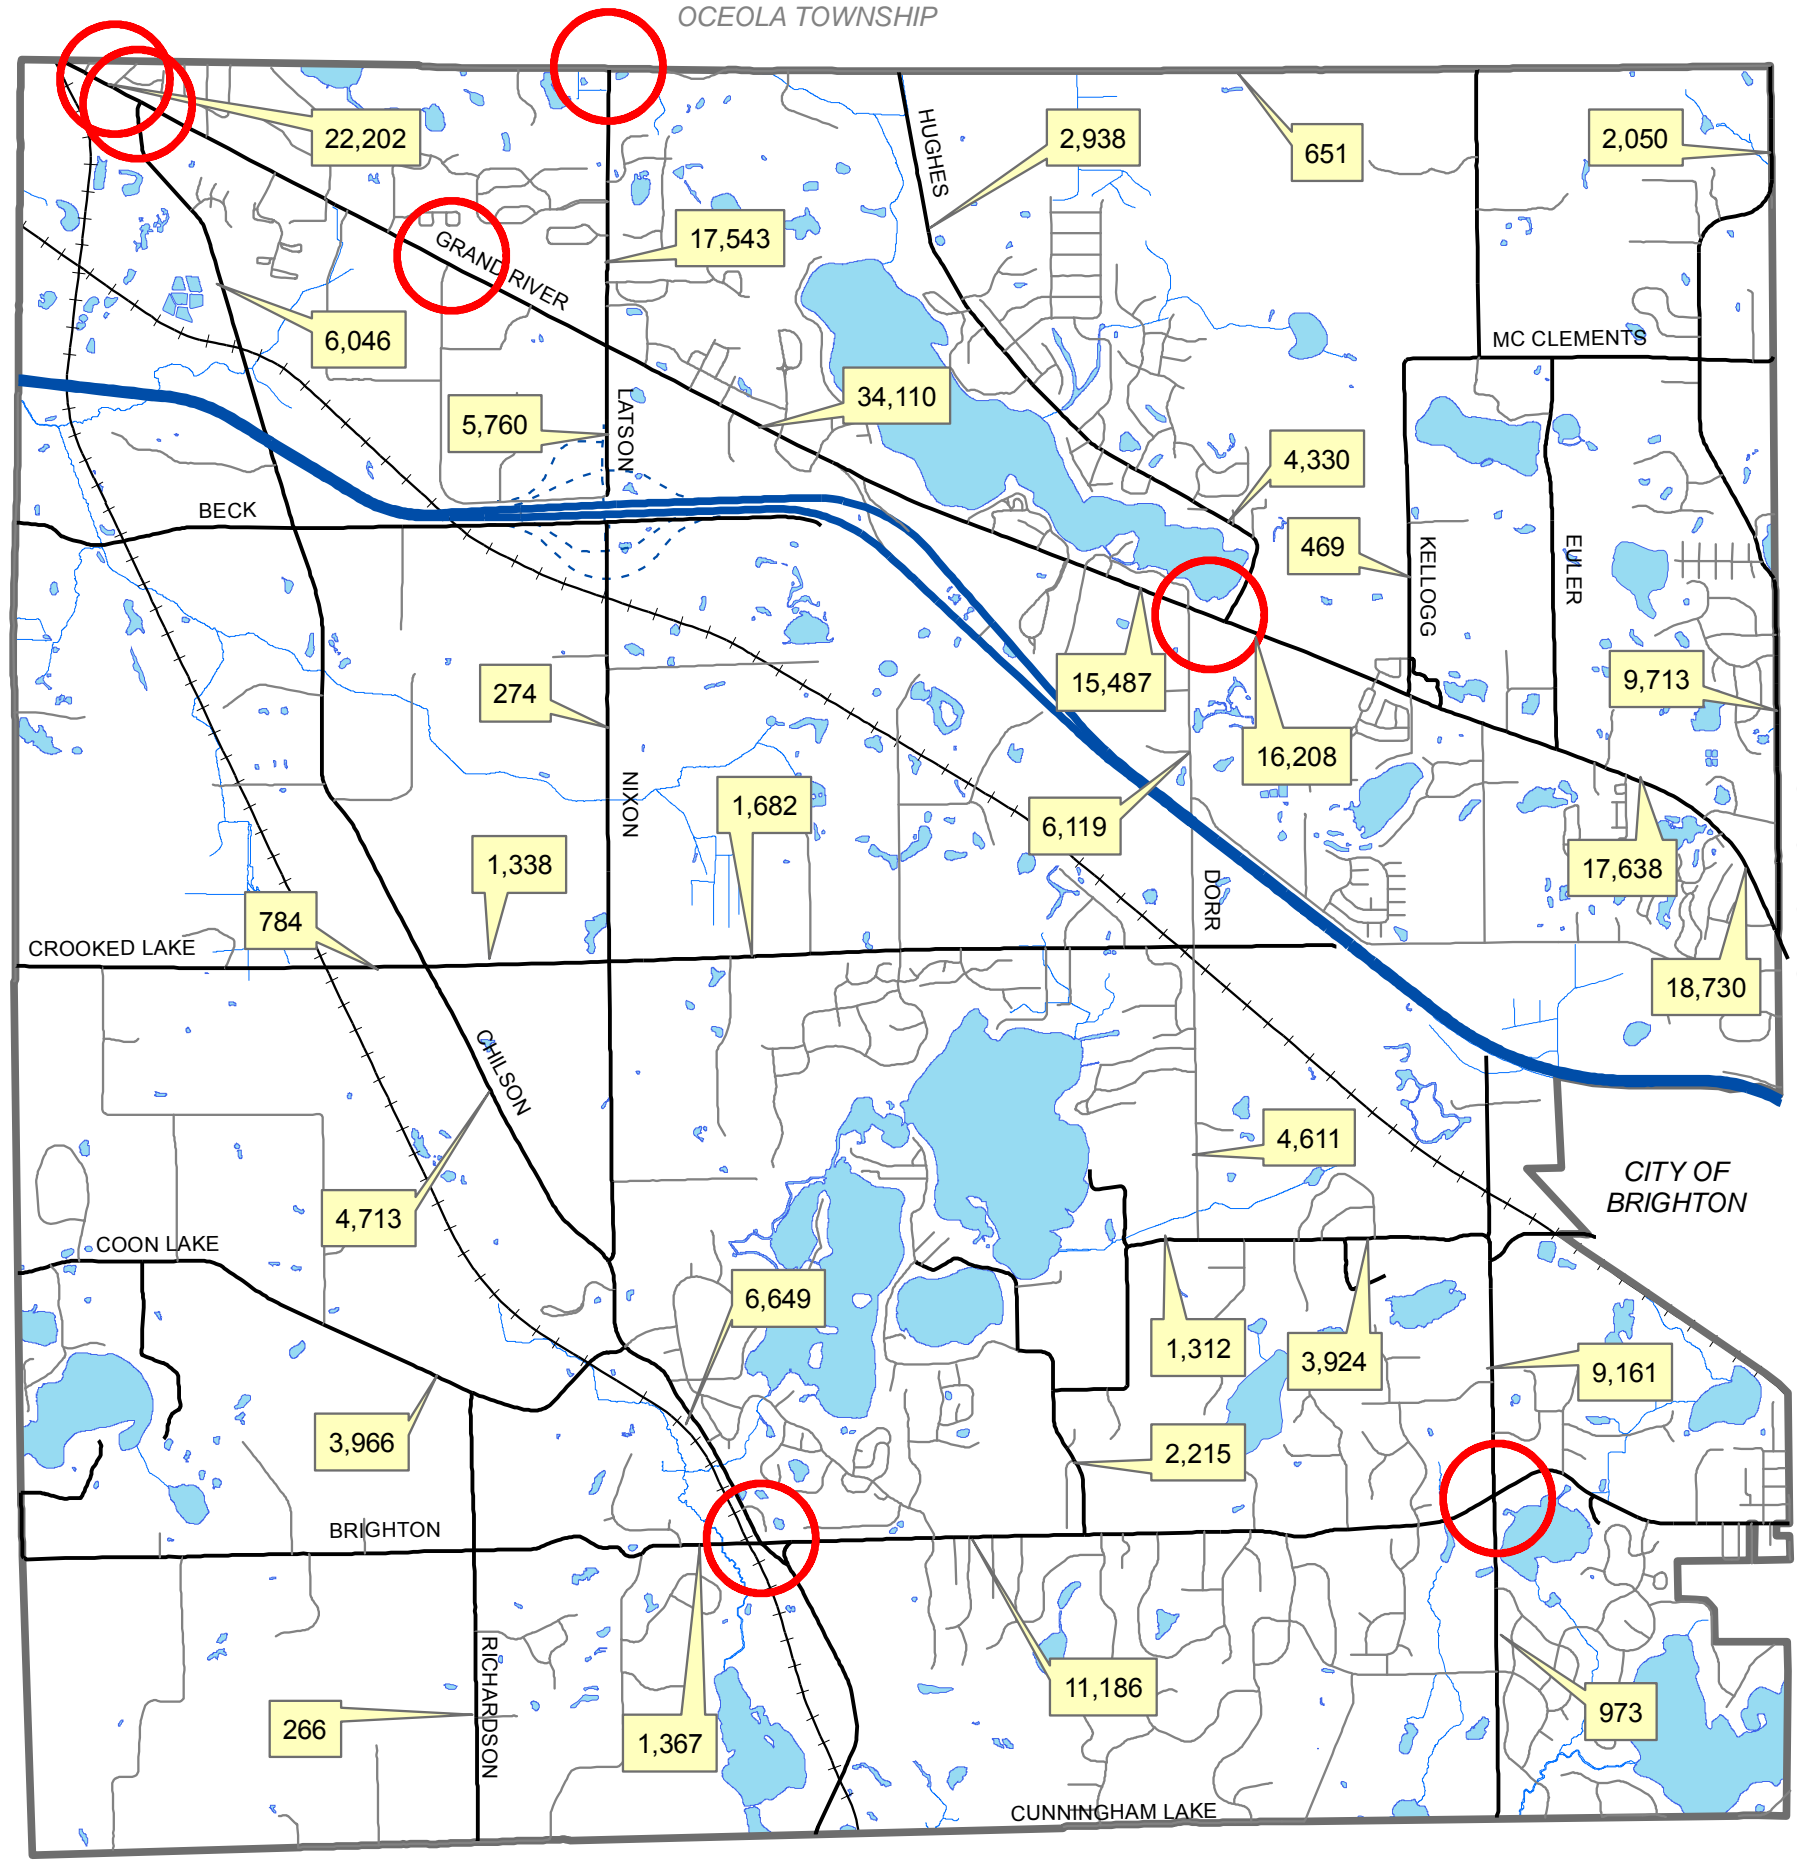 OCEOLA TOWNSHIP
22,202
HUGHES
2,938
651
2,050
17,543
GRAND RIVER
6,046
MC CLEMENTS
34,110
5,760
LATSON
4,330
BECK
469
KELLOGG
EULER
274
15,487
9,713
16,208
NIXON
1,682
6,119
1,338
17,638
DORR
784
CROOKED LAKE
18,730
CHILSON
4,611
CITY OF
BRIGHTON
4,713
COON LAKE
6,649
1,312
3,924
9,161
3,966
2,215
BRIGHTON
RICHARDSON
11,186
266
1,367
973
CUNNINGHAM LAKE